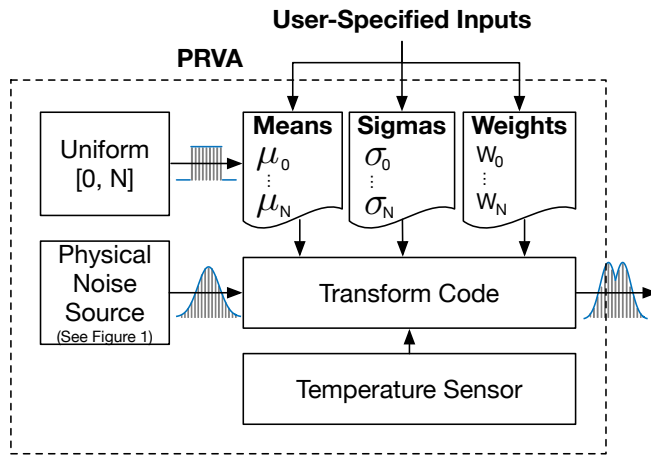 User-Specified Inputs
PRVA
Means
Sigmas
Weights
Uniform
[0, N]
μ0
⋮
μN
σ0
⋮
σN
W0
⋮
WN
Physical
Noise
Source
(See Figure 1)
Transform Code
Temperature Sensor